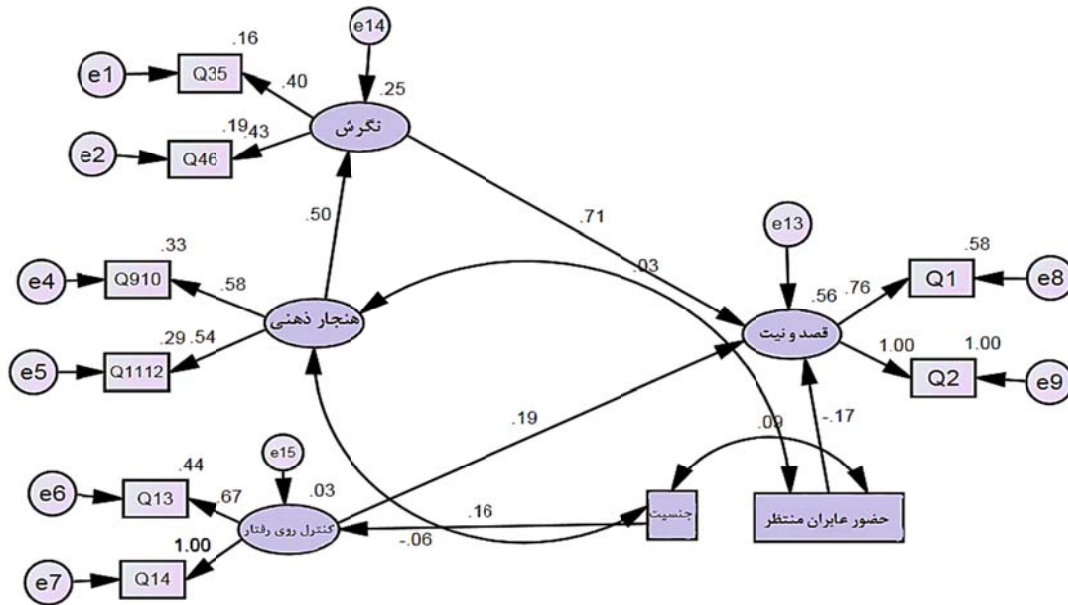 e14
.16
e1
Q35
.40
.25
نگرش
.19
.43
e2
Q46
.50
.71
e13
.33
.03
.58
e4
Q910
.58
.56
.76
Q1
e8
هنجار ذهنی
قصد و نیت
.29
.54
1.00
1.00
e5
Q1112
Q2
e9
.19
-.17
.09
e15
.44
e6
Q13
.67
.03
.16
جنسیت
حضور عابران منتظر
کنترل روی رفتار
-.06
1.00
e7
Q14